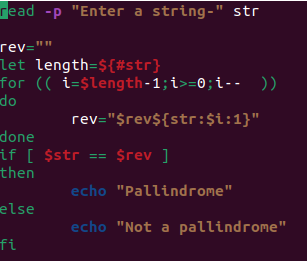 read -p "Enter a string-" str
rev=""
let length=${#str}
for (( i=$length-1;i>=0;i--  ))
do
        rev="$rev${str:$i:1}"
done
if [ $str == $rev ]
then
        echo "Pallindrome"
else
        echo "Not a pallindrome"
fi